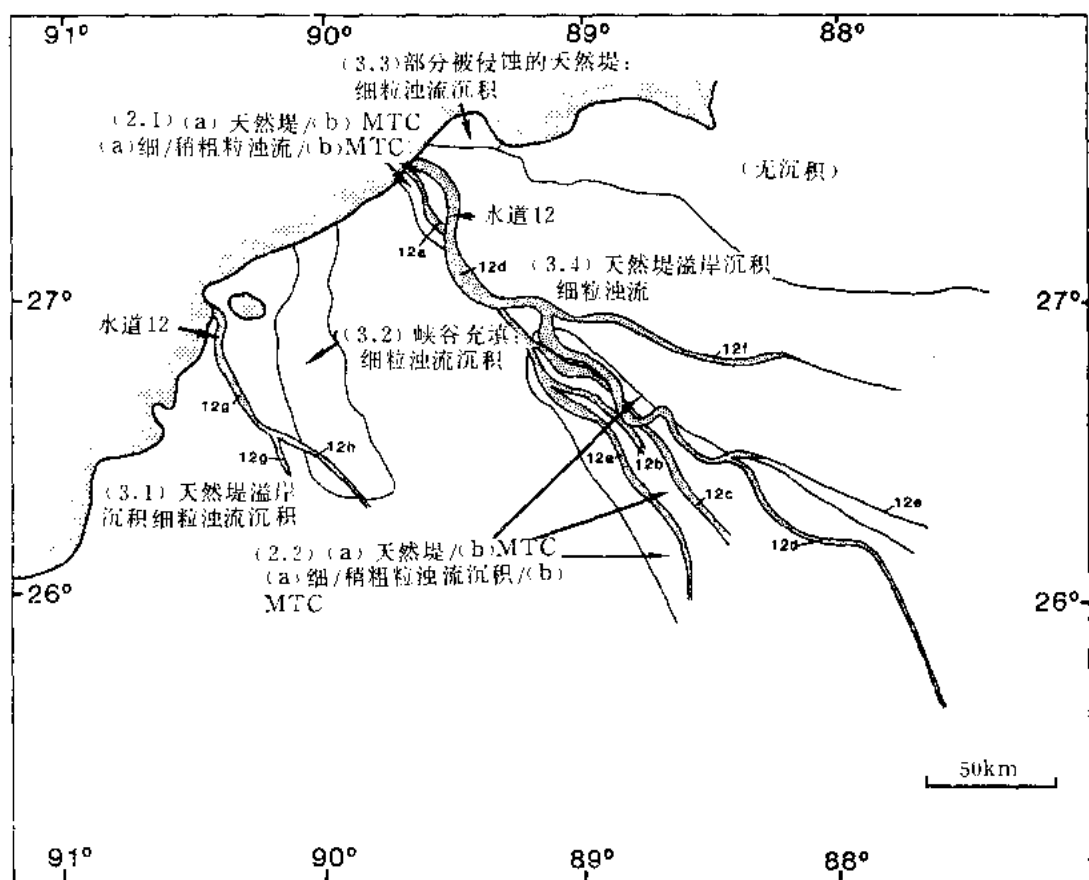 91° 90° 89° 88°
(3.3)部分被侵蚀的天然堤:
细粒浊流沉积
(2.1)(a)天然堤/(b) MTC
(a)细/稍粗粒浊流/(b)MTC
(无沉积)
水道12
12a
12d
(3.4)天然堤溢岸沉积
细粒浊流
27°
27°
水道12
(3.2)峡谷充填:
细粒浊流沉积
12f
12g
12h
12g
12e
12b
12c
12e
12d
(3.1)天然堤溢岸
沉积细粒浊流沉积
(2.2)(a)天然堤/(b)MTC
(a)细/稍粗粒浊流沉积/(b)
MTC
26°
26°
50km
91° 90° 89° 88°